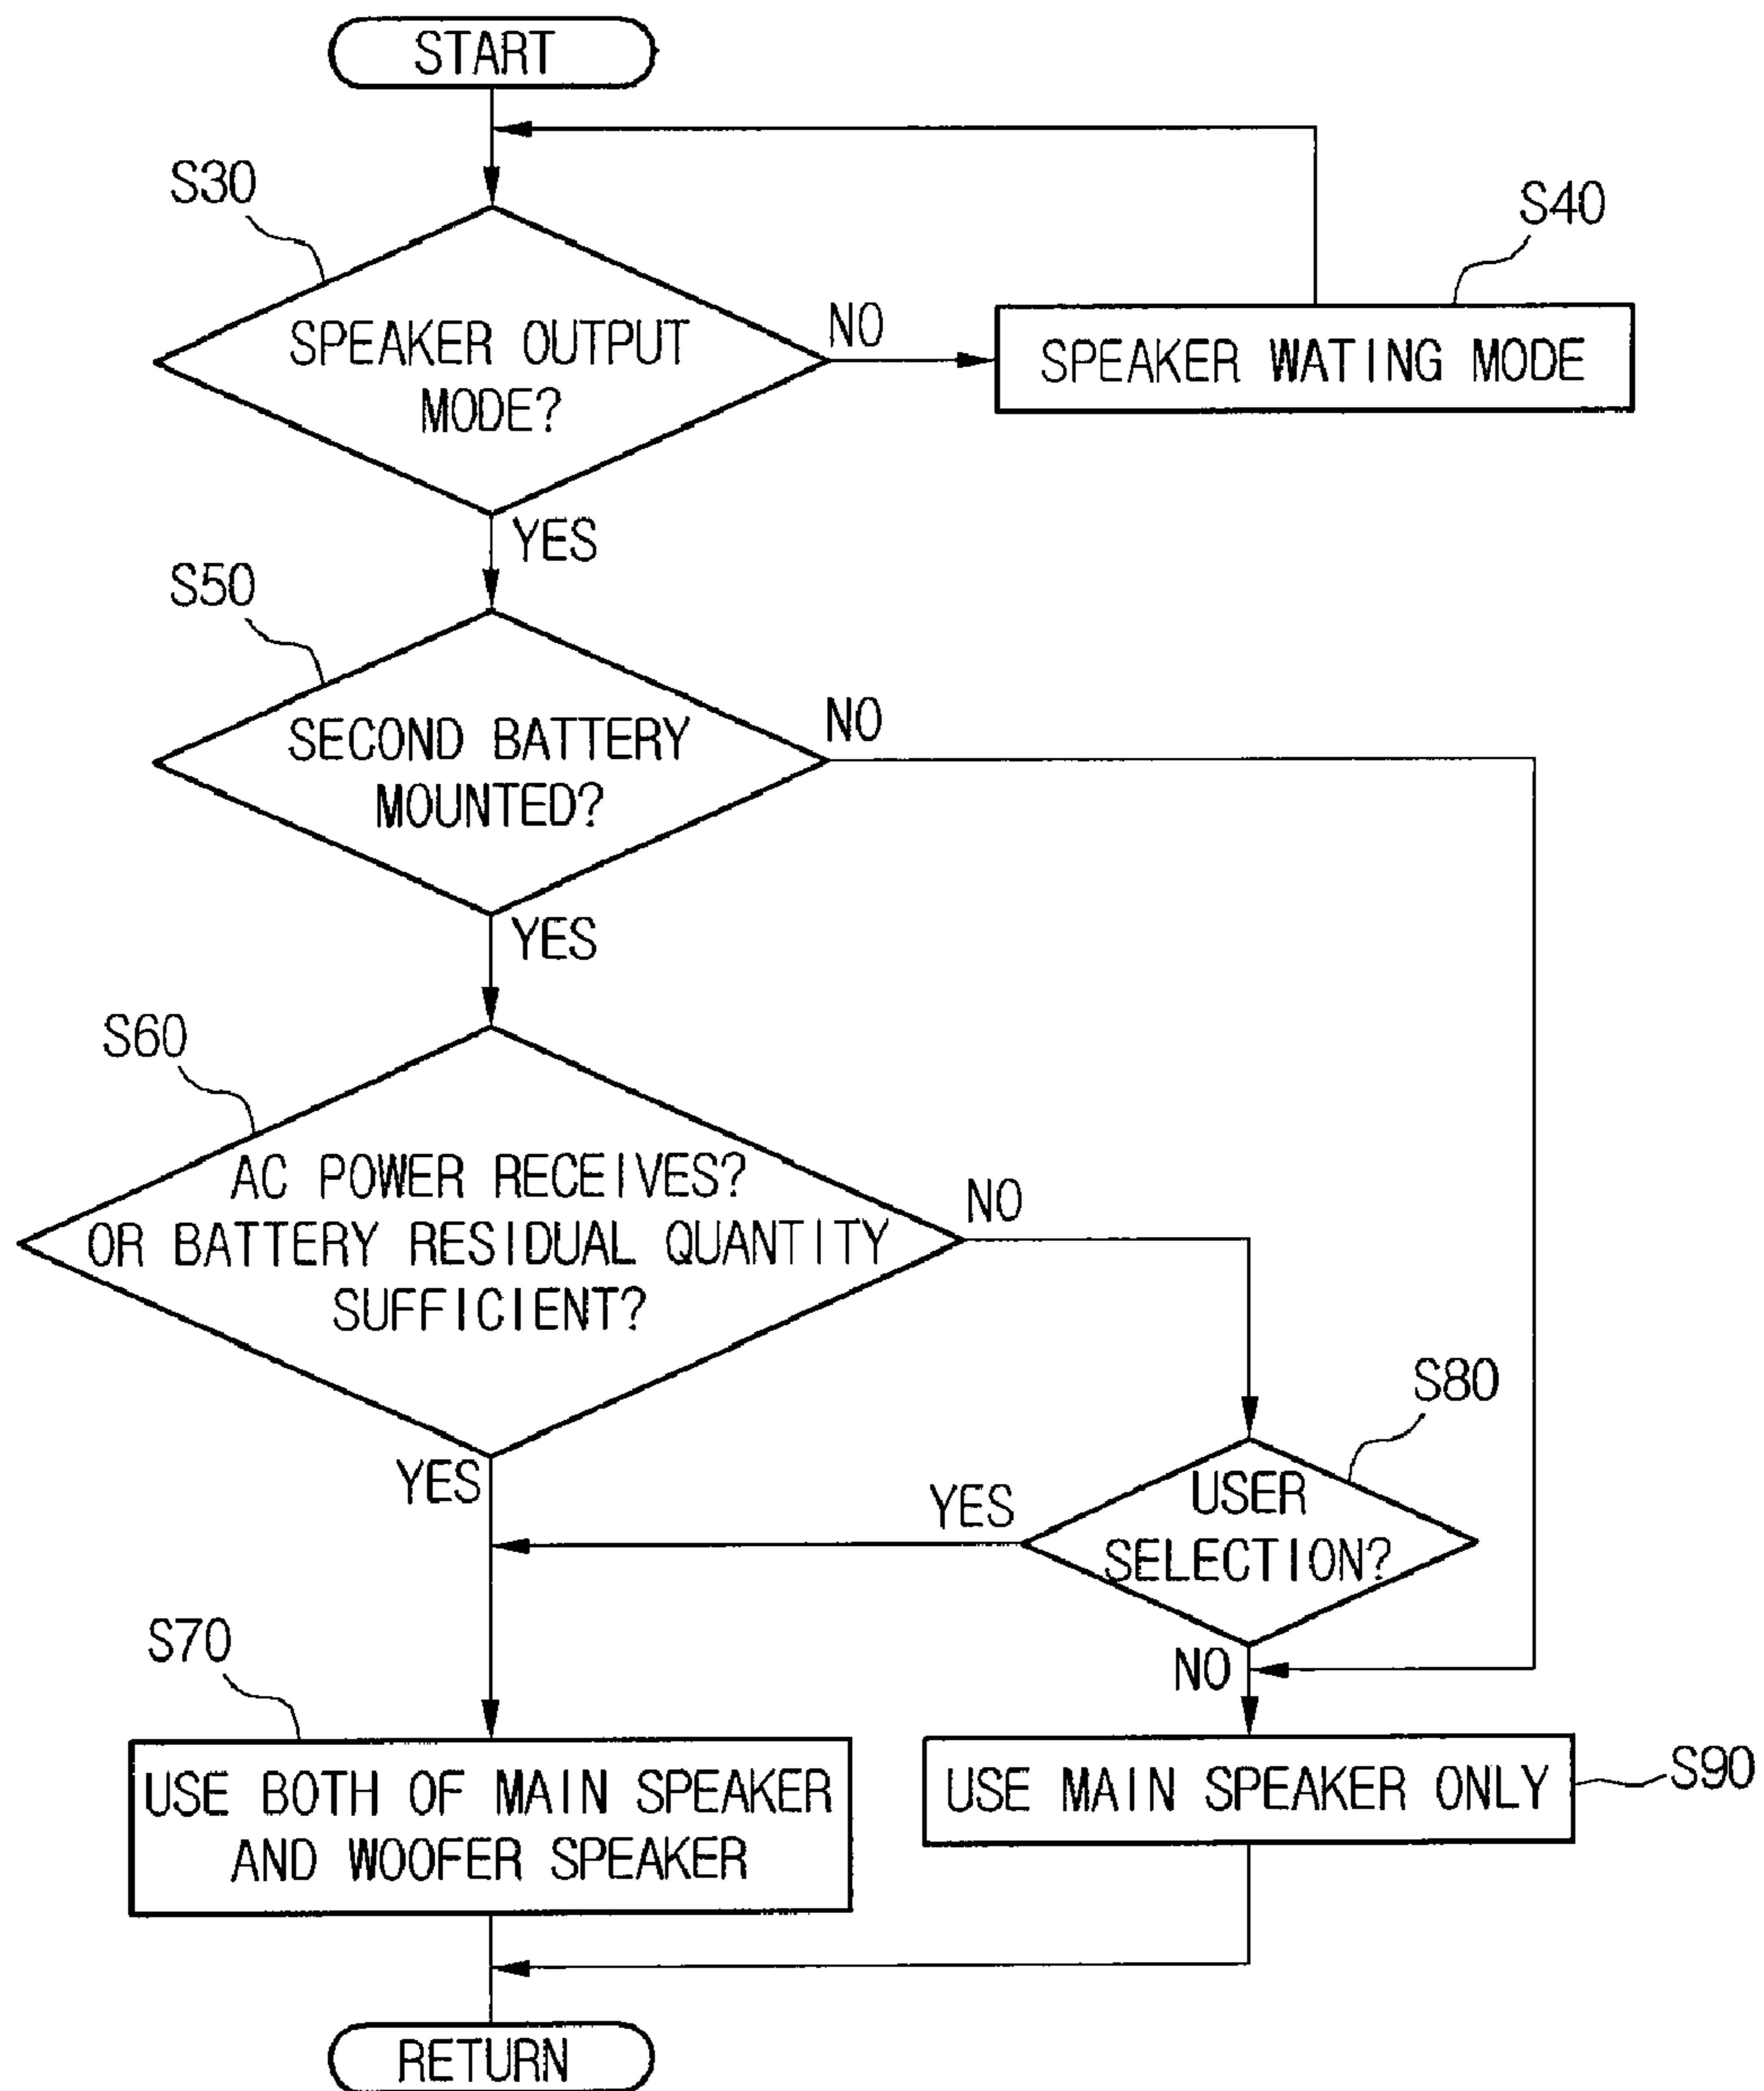 START
S30
S40
SPEAKER OUTPUT
MODE?
NO
SPEAKER WATING MODE
YES
S50
SECOND BATTERY
MOUNTED?
NO
YES
S60
AC POWER RECEIVES?
OR BATTERY RESIDUAL QUANTITY
SUFFICIENT?
NO
YES
S80
USER
SELECTION?
YES
NO
S70
USE BOTH OF MAIN SPEAKER
AND WOOFER SPEAKER
USE MAIN SPEAKER ONLY
S90
RETURN